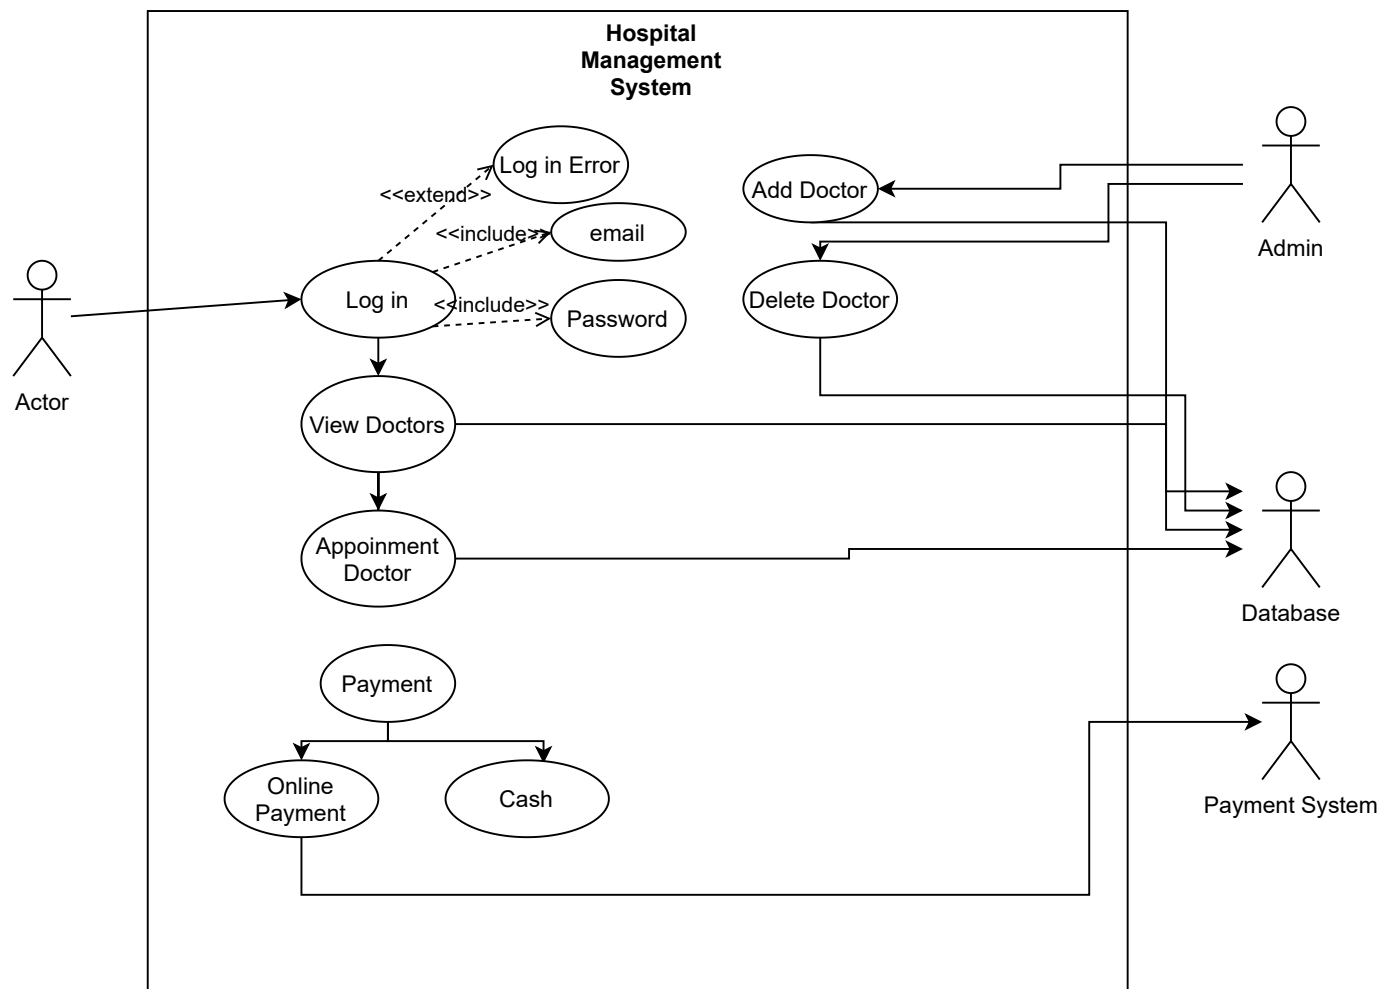 Hospital
Management
System
Log in Error
<<extend>>
Add Doctor
<<include>>
email
Admin
Log in
<<include>>
Password
Delete Doctor
Actor
View Doctors
Appoinment
Doctor
Database
Payment
Online
Payment
Cash
Payment System